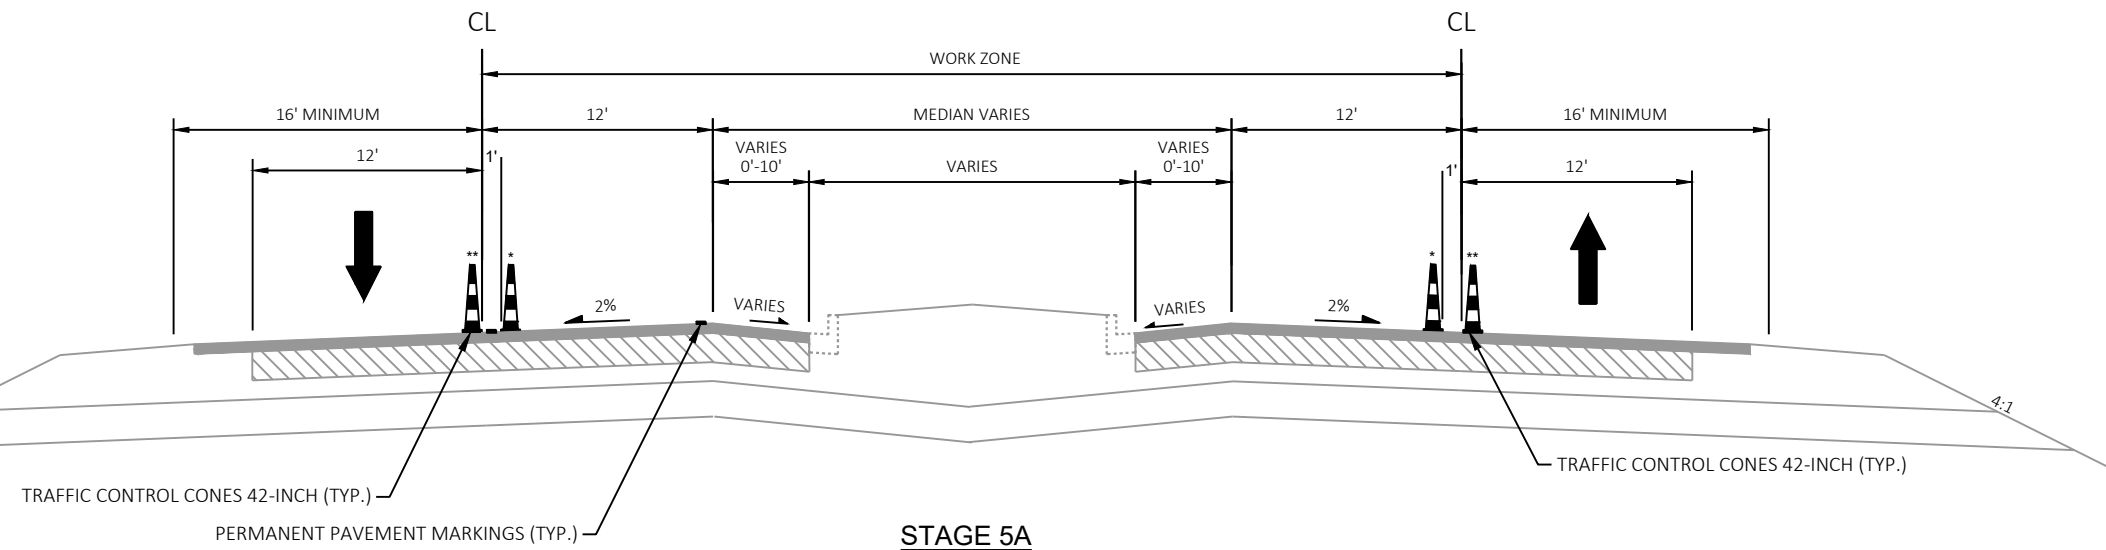 CL
CL
WORK ZONE
16' MINIMUM
12'
MEDIAN VARIES
12'
16' MINIMUM
12'
1'
VARIES
0'-10'
VARIES
VARIES
0'-10'
1'
12'
**
*
2%
VARIES
VARIES
2%
*
**
4:1
TRAFFIC CONTROL CONES 42-INCH (TYP.)
TRAFFIC CONTROL CONES 42-INCH (TYP.)
PERMANENT PAVEMENT MARKINGS (TYP.)
STAGE 5A